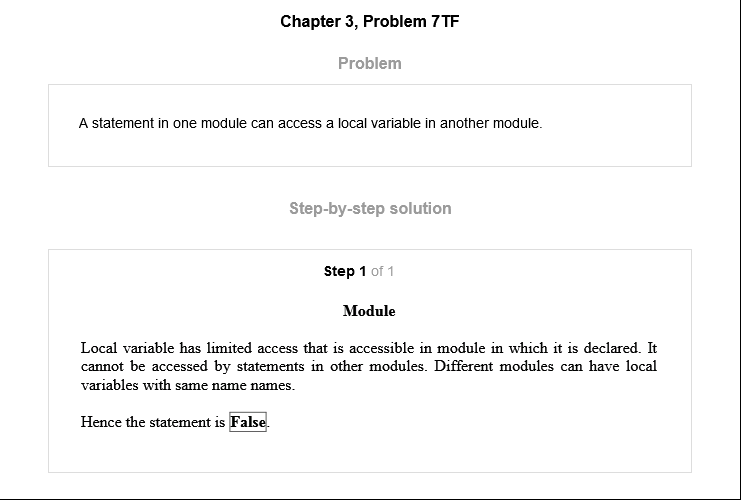 Chapter 3, Problem 7TF
Problem
A statement in one module can access a local variable in another module.
Step-by-step solution
Step 1 of 1
Module
Local variable has limited access that is accessible in module in which it is declared. It
cannot be accessed by statements in other modules. Different modules can have local
variables with same name names.
Hence the statement is False.